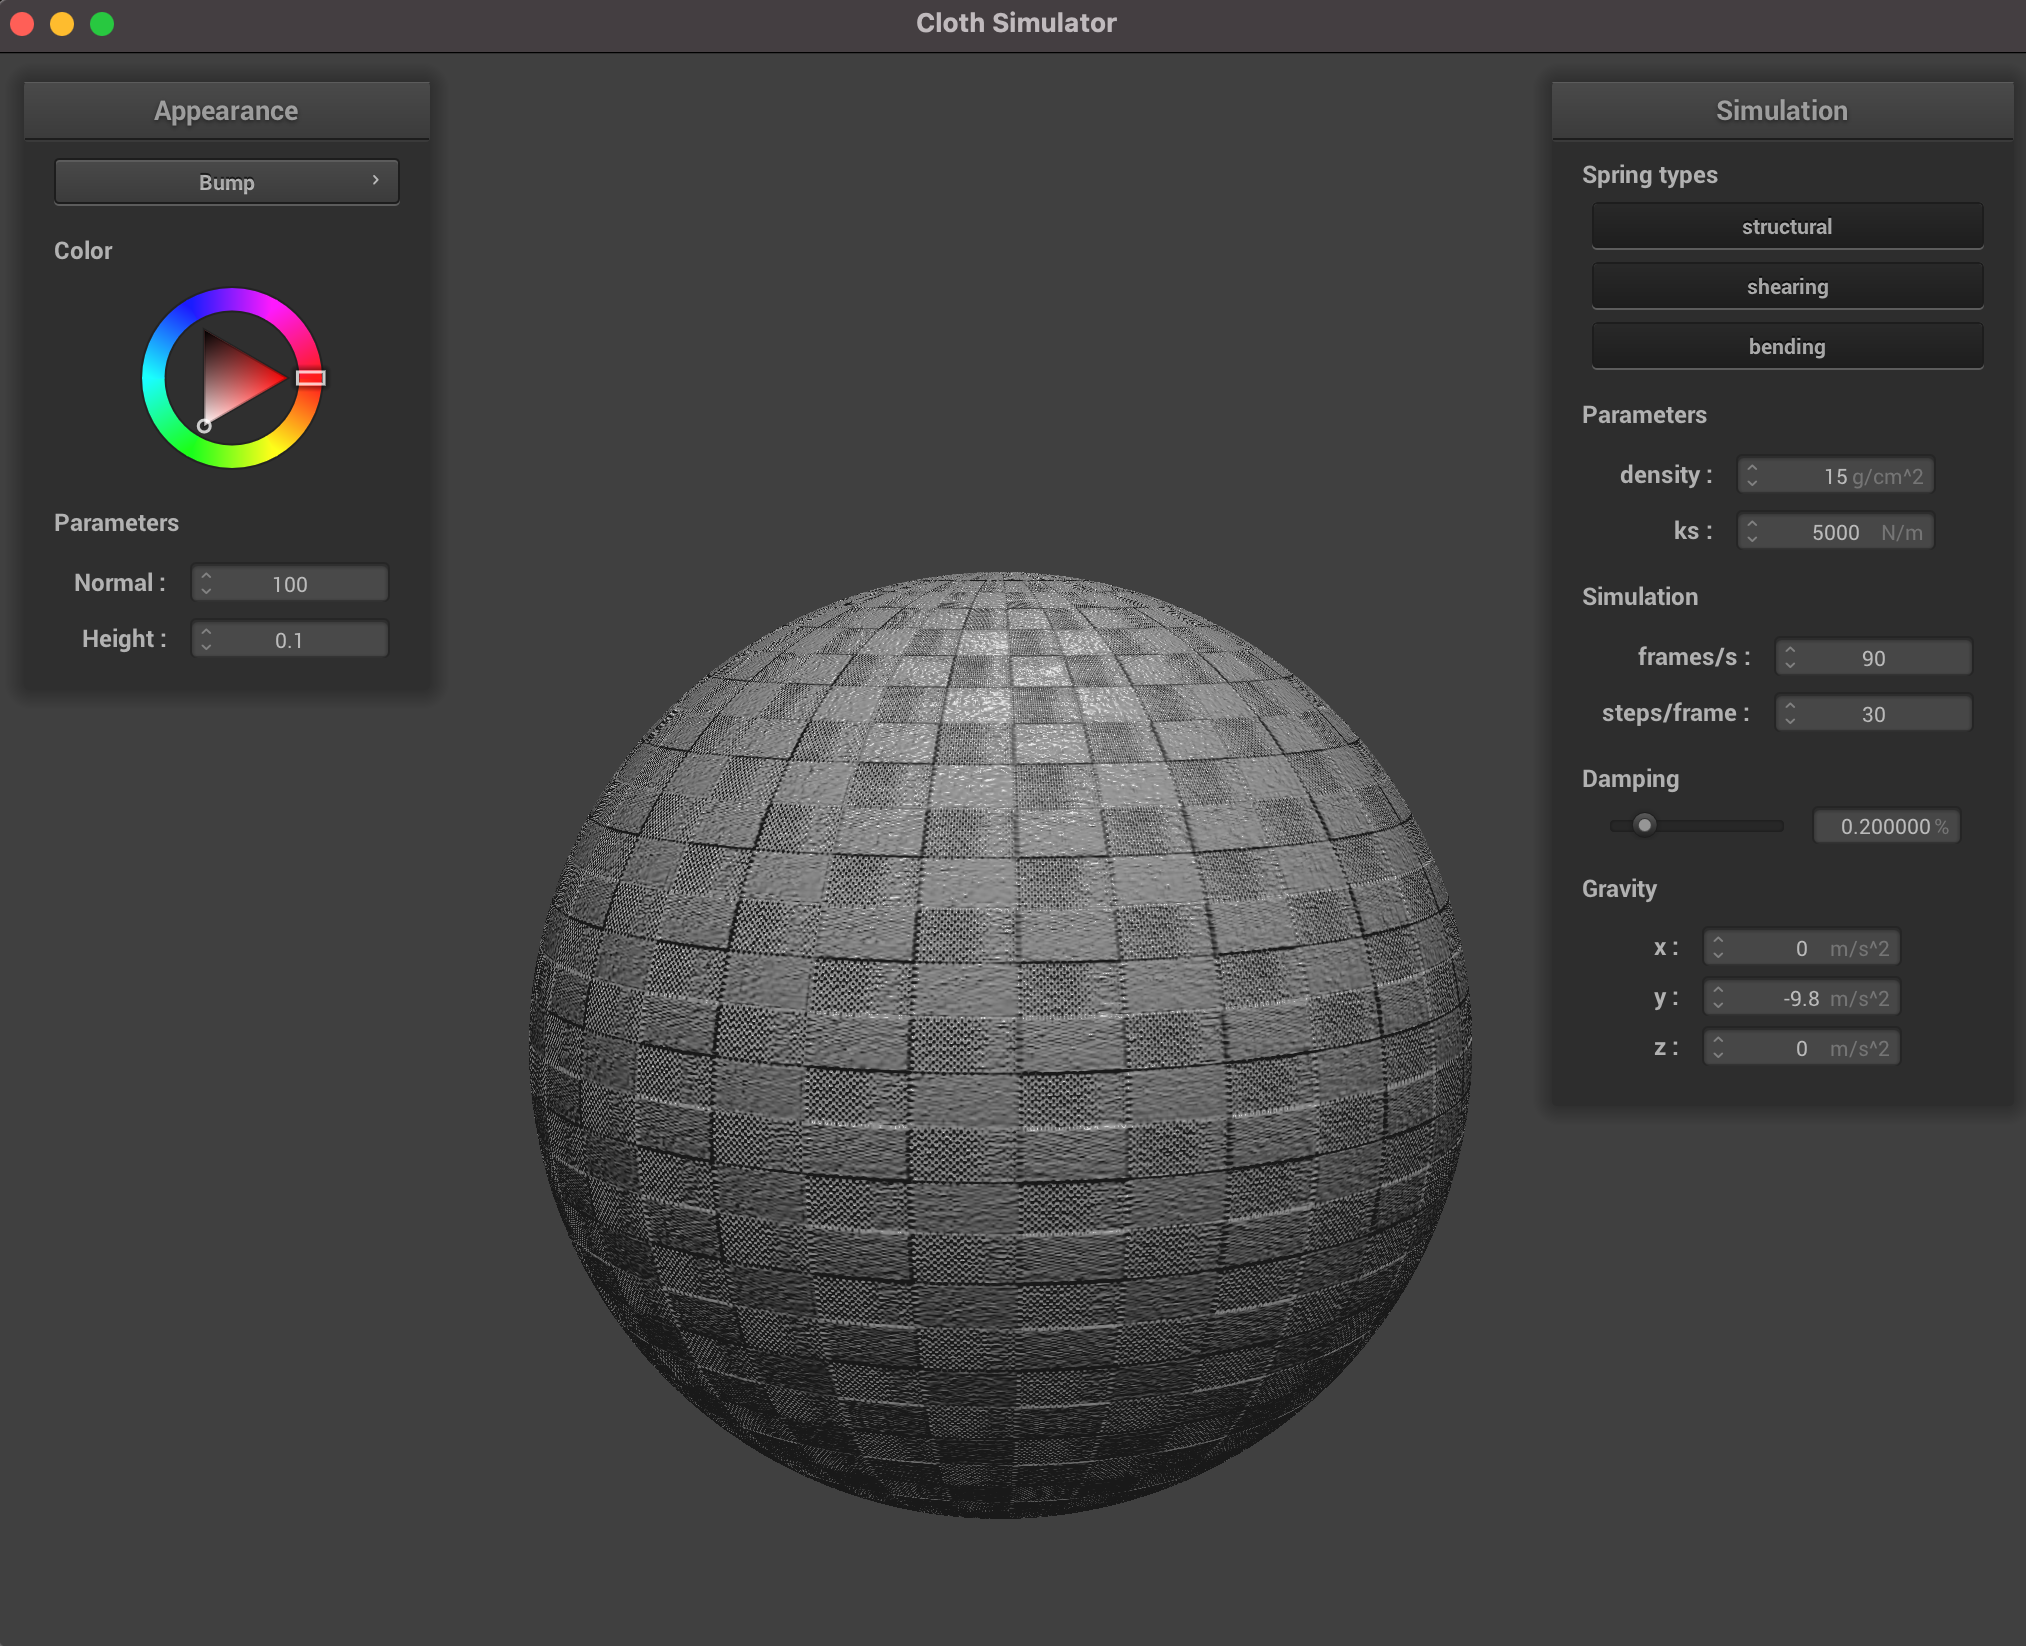 Cloth Simulator
Appearance
Bump
Color
Parameters
Normal : 100
Height : 0.1
Simulation
Spring types
structural
shearing
bending
Parameters
density : 15 g/cm^2
ks : 5000 N/m
Simulation
frames/s : 90
steps/frame : 30
Damping
0.200000 %
Gravity
x : 0 m/s^2
y : -9.8 m/s^2
z : 0 m/s^2